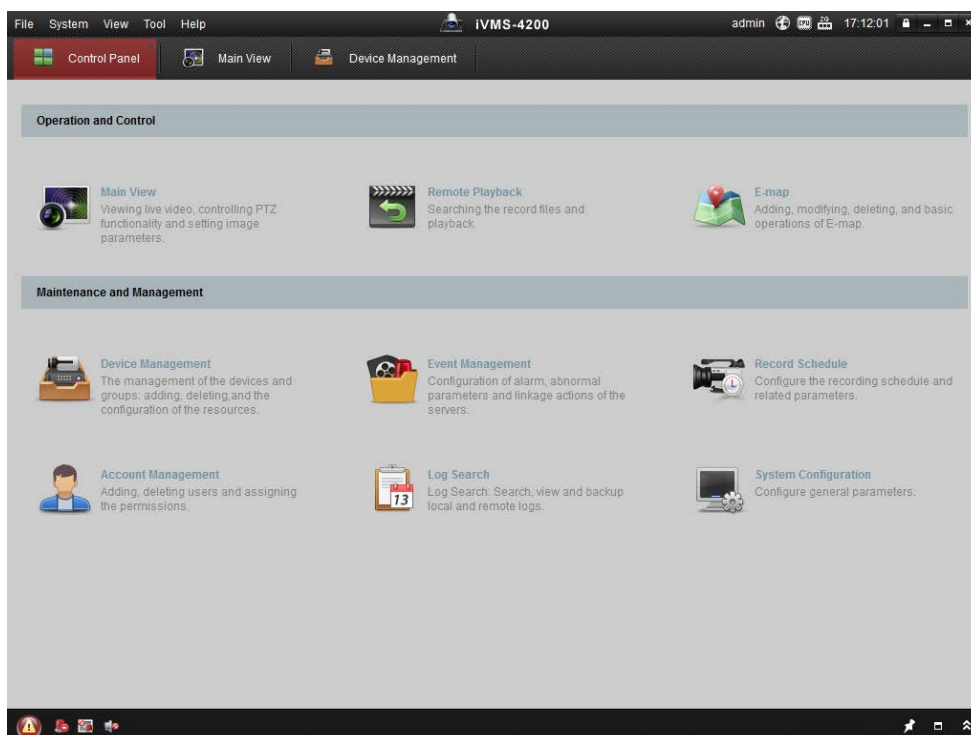 File System View Tool Help iVMS-4200 admin 17:12:01
Control Panel Main View Device Management
Operation and Control
Main View
Viewing live video, controlling PTZ
functionality and setting image
parameters.
Remote Playback
Searching the record files and
playback.
E-map
Adding, modifying, deleting, and basic
operations of E-map.
Maintenance and Management
Device Management
The management of the devices and
groups: adding, deleting,and the
configuration of the resources.
Event Management
Configuration of alarm, abnormal
parameters and linkage actions of the
servers.
Record Schedule
Configure the recording schedule and
related parameters.
Account Management
Adding, deleting users and assigning
the permissions.
Log Search
Log Search: Search, view and backup
local and remote logs.
13
System Configuration
Configure general parameters.